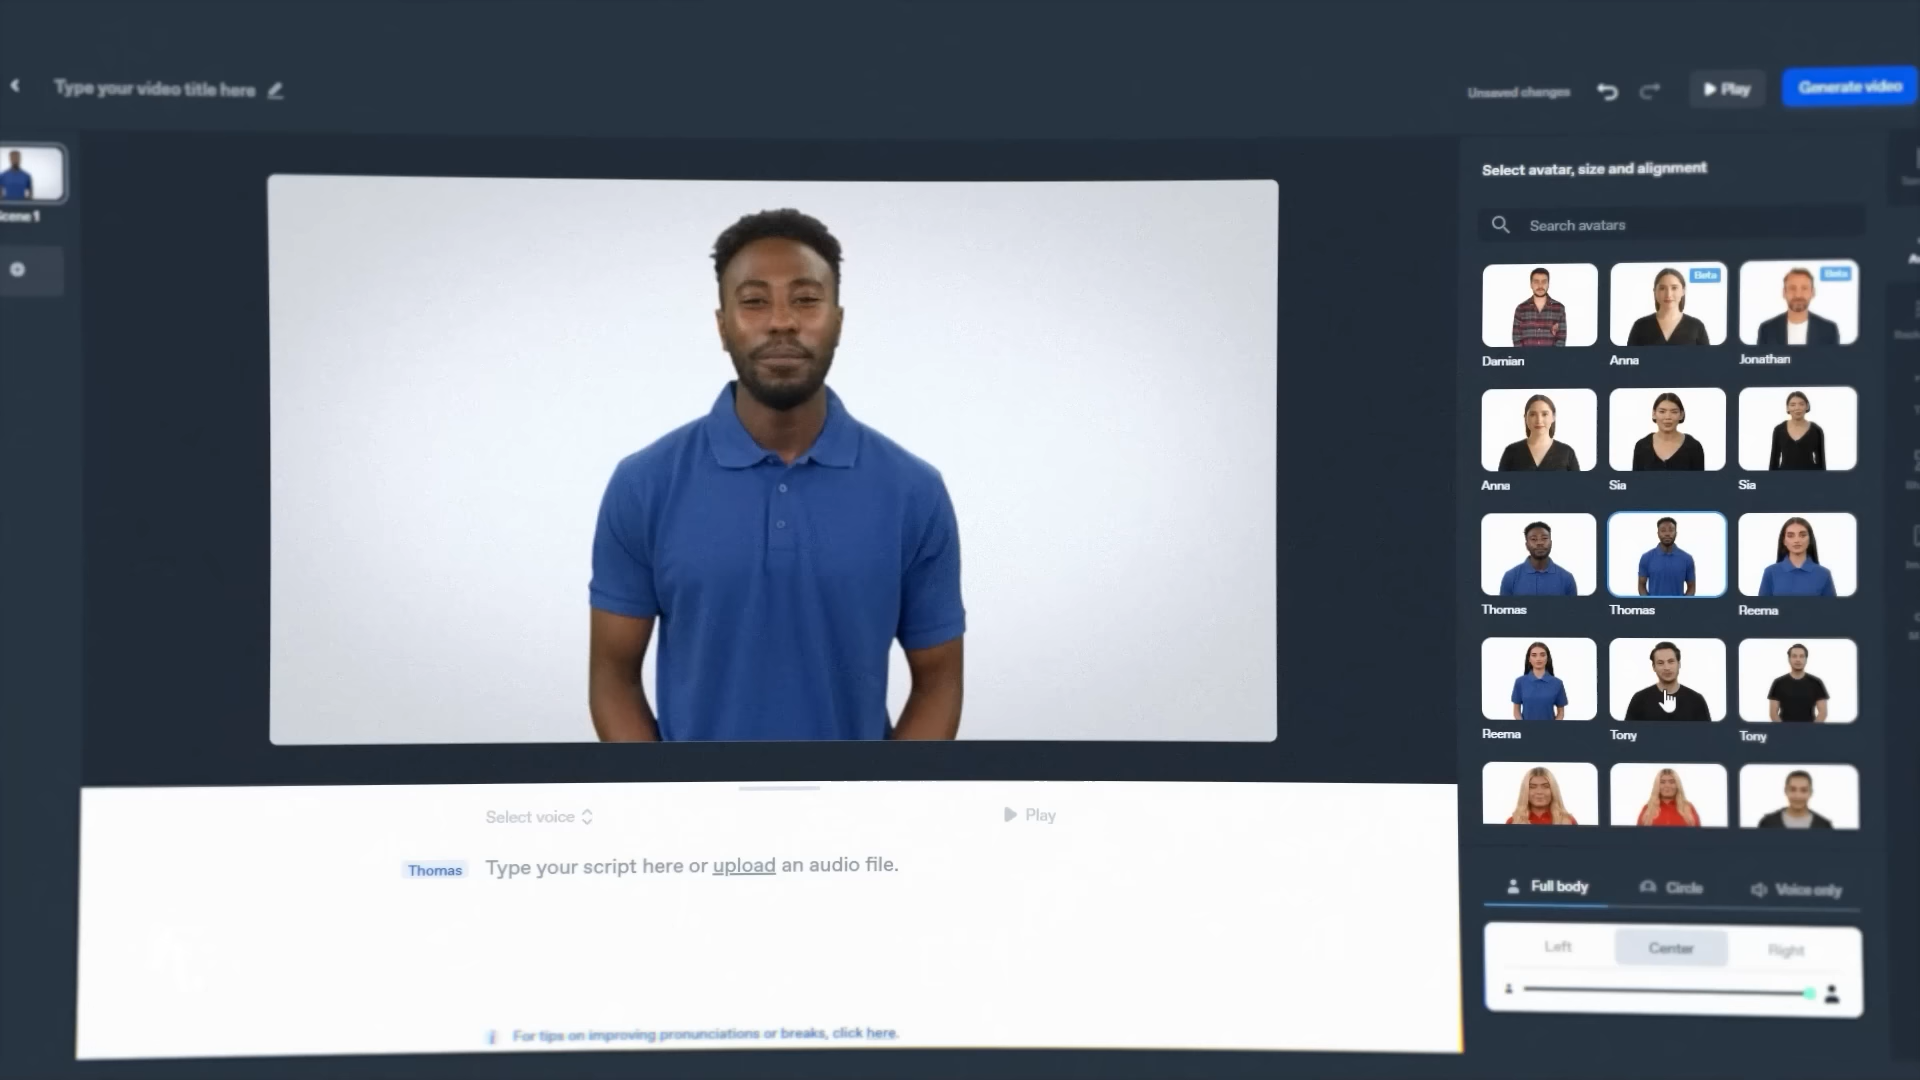 Type your video title here
Unsaved changes
Play
Generate video
Scene 1
Select avatar, size and alignment
Search avatars
Beta
Beta
Damian
Anna
Jonathan
Anna
Sia
Sia
Thomas
Thomas
Reema
Reema
Tony
Tony
Select voice
Play
Thomas
Type your script here or upload an audio file.
For tips on improving pronunciations or breaks, click here.
Full body
Circle
Voice only
Left
Center
Right